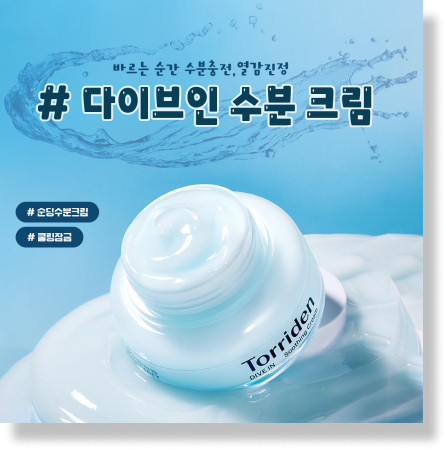 바르는 순간 수분충전,열감진정
# 다이브인 수분 크림
# 순딩수분크림
# 쿨링잠금
Torriden
DIVE IN Soothing Cream